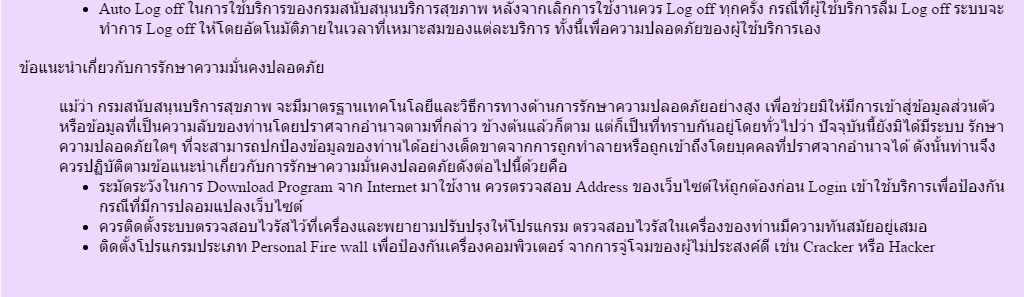 • Auto Log off ในการใช้บริการของกรมสนับสนุนบริการสุขภาพ หลังจากเลิกการใช้งานควร Log off ทุกครั้ง กรณีที่ผู้ใช้บริการลืม Log off ระบบจะ
ทำการ Log off ให้โดยอัตโนมัติภายในเวลาที่เหมาะสมของแต่ละบริการ ทั้งนี้เพื่อความปลอดภัยของผู้ใช้บริการเอง
ข้อแนะนำเกี่ยวกับการรักษาความมั่นคงปลอดภัย
แม้ว่า กรมสนับสนุนบริการสุขภาพ จะมีมาตรฐานเทคโนโลยีและวิธีการทางด้านการรักษาความปลอดภัยอย่างสูง เพื่อช่วยมิให้มีการเข้าสู่ข้อมูลส่วนตัว
หรือข้อมูลที่เป็นความลับของท่านโดยปราศจากอำนาจตามที่กล่าว ข้างต้นแล้วก็ตาม แต่ก็เป็นที่ทราบกันอยู่โดยทั่วไปว่า ปัจจุบันนี้ยังมิได้มีระบบ รักษา
ความปลอดภัยใดๆ ที่จะสามารถปกป้องข้อมูลของท่านได้อย่างเด็ดขาดจากการถูกทำลายหรือถูกเข้าถึงโดยบุคคลที่ปราศจากอำนาจได้ ดังนั้นท่านจึง
ควรปฏิบัติตามข้อแนะนำเกี่ยวกับการรักษาความมั่นคงปลอดภัยดังต่อไปนี้ด้วยคือ
• ระมัดระวังในการ Download Program จาก Internet มาใช้งาน ควรตรวจสอบ Address ของเว็บไซต์ให้ถูกต้องก่อน Login เข้าใช้บริการเพื่อป้องกัน
กรณีที่มีการปลอมแปลงเว็บไซต์
• ควรติดตั้งระบบตรวจสอบไวรัสไว้ที่เครื่องและพยายามปรับปรุงให้โปรแกรม ตรวจสอบไวรัสในเครื่องของท่านมีความทันสมัยอยู่เสมอ
• ติดตั้งโปรแกรมประเภท Personal Fire wall เพื่อป้องกันเครื่องคอมพิวเตอร์ จากการจู่โจมของผู้ไม่ประสงค์ดี เช่น Cracker หรือ Hacker